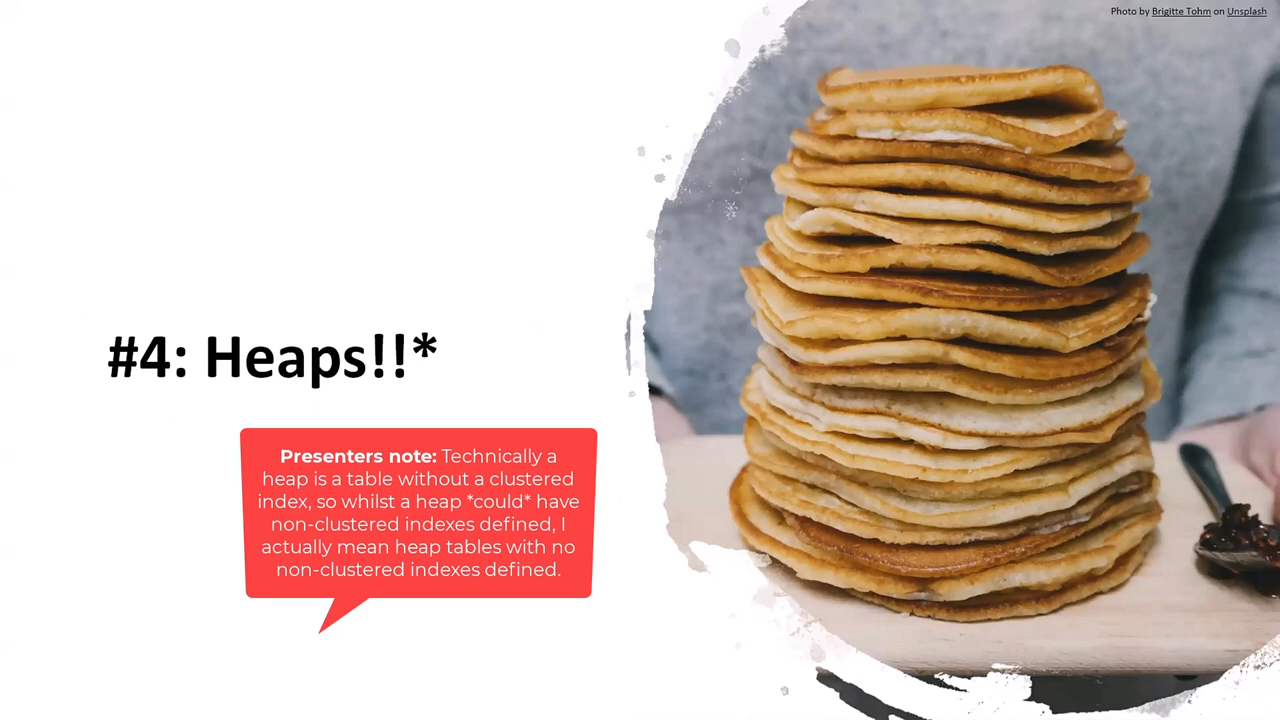 Photo by Brigitte Tohm on Unsplash
#4: Heaps!!*
Presenters note: Technically a
heap is a table without a clustered
index, so whilst a heap *could* have
non-clustered indexes defined, I
actually mean heap tables with no
non-clustered indexes defined.